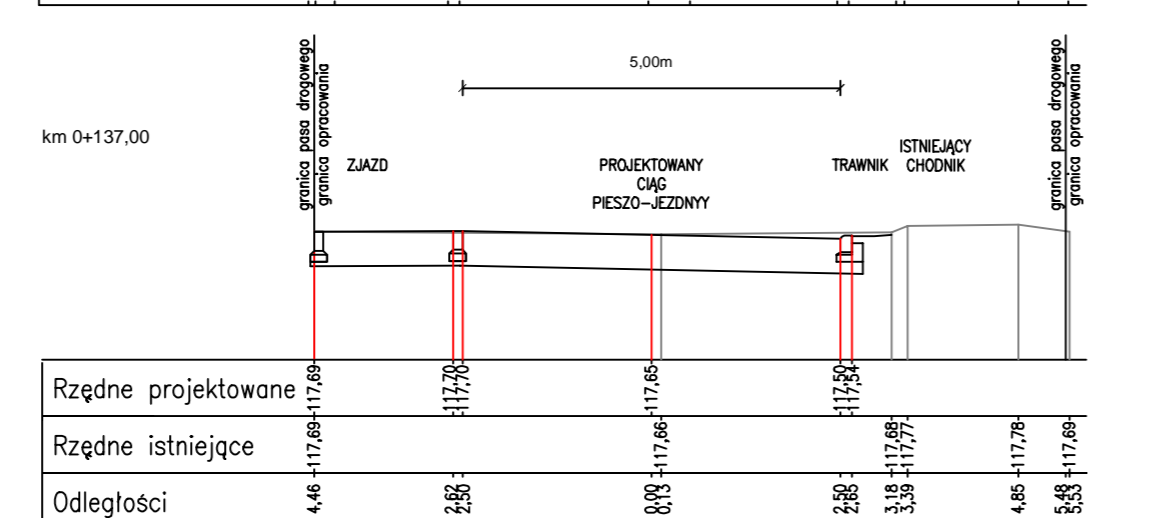 granica pasa drogowego
granica opracowania
5,00m
granica pasa drogowego
granica opracowania
km 0+137,00
ZJAZD
PROJEKTOWANY
CIĄG
PIESZO-JEZDNYY
TRAWNIK
ISTNIEJĄCY
CHODNIK
Rzędne projektowane 117,69 117,70 117,70 117,65 117,50 117,54
Rzędne istniejące 117,69 117,66 117,68 117,77 117,78 117,69
Odległości 4,46 2,62 2,50 0,00 0,13 2,50 2,65 3,18 3,39 4,85 5,48 5,53